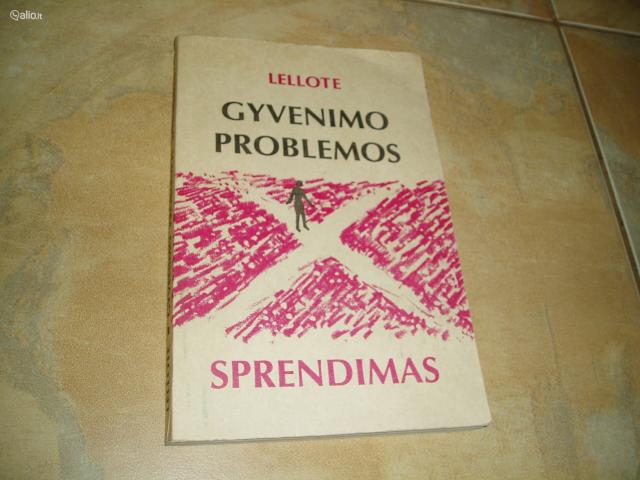 alio.lt
LELLOTE
GYVENIMO
PROBLEMOS
SPRENDIMAS